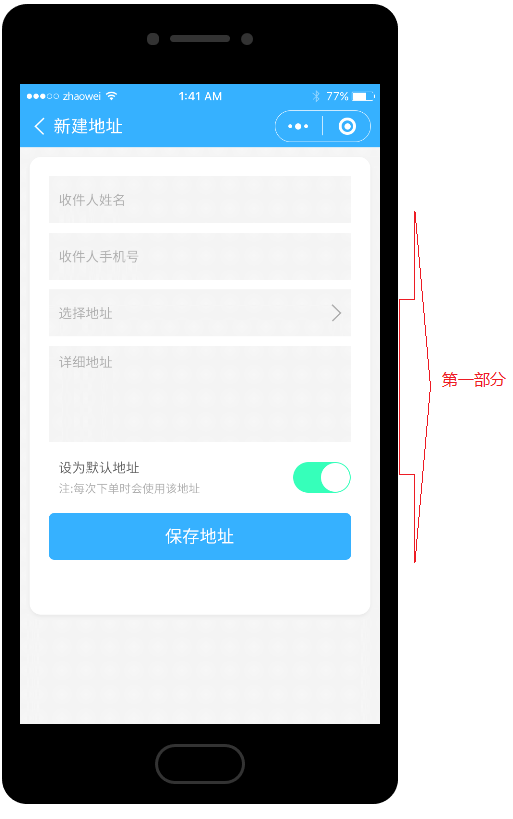 zhaowei 1:41 AM 77%
新建地址
收件人姓名
收件人手机号
选择地址
第一部分
详细地址
设为默认地址
注:每次下单时会使用该地址
保存地址